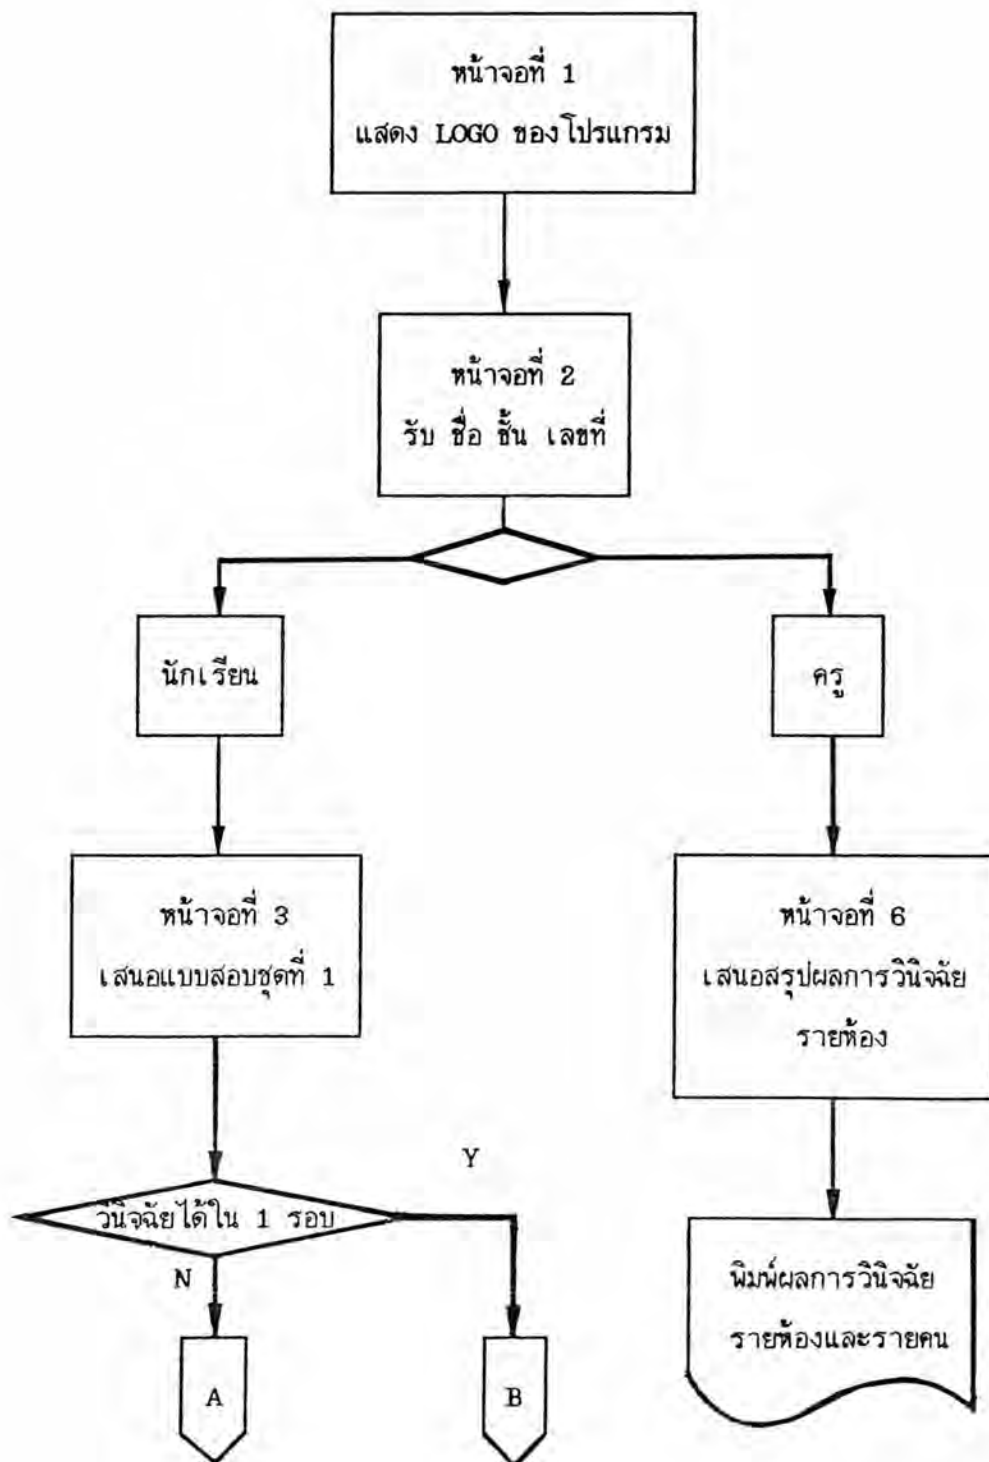 หน้าจอที่ 1
แสดง LOGO ของโปรแกรม
หน้าจอที่ 2
รับ ชื่อ ชั้น เลขที่
นักเรียน
ครู
หน้าจอที่ 3
เสนอแบบสอบชุดที่ 1
หน้าจอที่ 6
เสนอสรุปผลการวินิจฉัย
รายห้อง
Y
วินิจฉัยได้ใน 1 รอบ
N
พิมพ์ผลการวินิจฉัย
รายห้องและรายคน
A
B